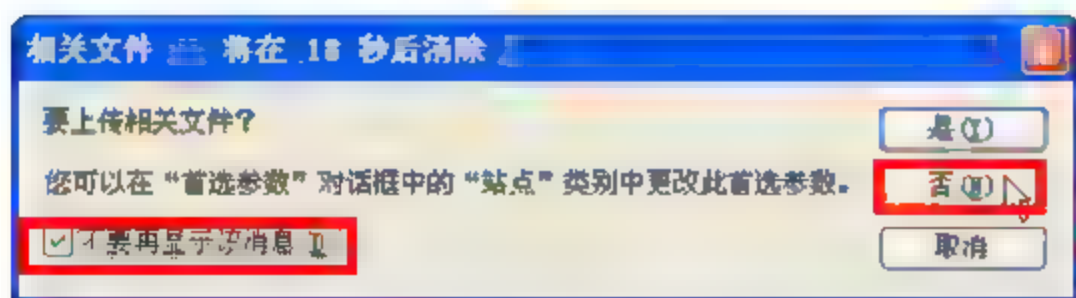 相关文件 — 将在 18 秒后清除
要上传相关文件?
是(Y)
您可以在“首选参数”对话框中的“站点”类别中更改此首选参数。
否(N)
不要再显示该消息 D
取消